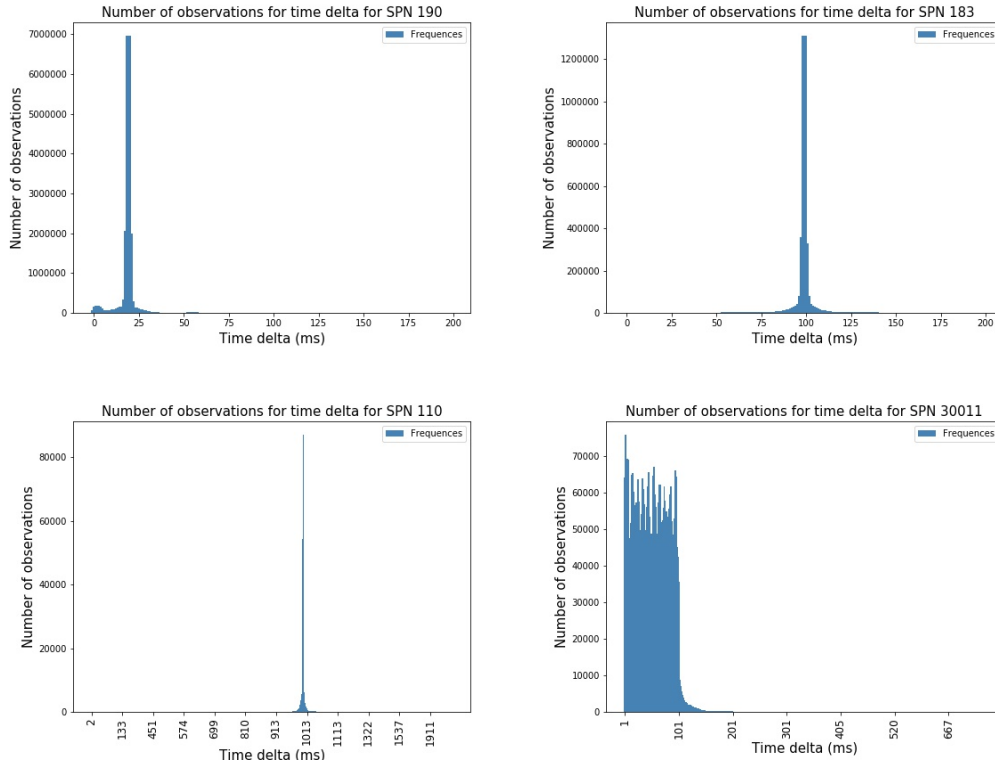 Number of observations for time delta for SPN 190
Frequences
7000000
6000000
5000000
4000000
3000000
2000000
1000000
0
Number of observations
0 25 50 75 100 125 150 175 200
Time delta (ms)
Number of observations for time delta for SPN 183
Frequences
1200000
1000000
800000
600000
400000
200000
0
Number of observations
0 25 50 75 100 125 150 175 200
Time delta (ms)
Number of observations for time delta for SPN 110
Frequences
80000
60000
40000
20000
0
Number of observations
2 133 451 574 699 810 913 1013 1113 1322 1537 1911
Time delta (ms)
Number of observations for time delta for SPN 30011
Frequences
70000
60000
50000
40000
30000
20000
10000
0
Number of observations
1 101 201 301 405 520 667
Time delta (ms)